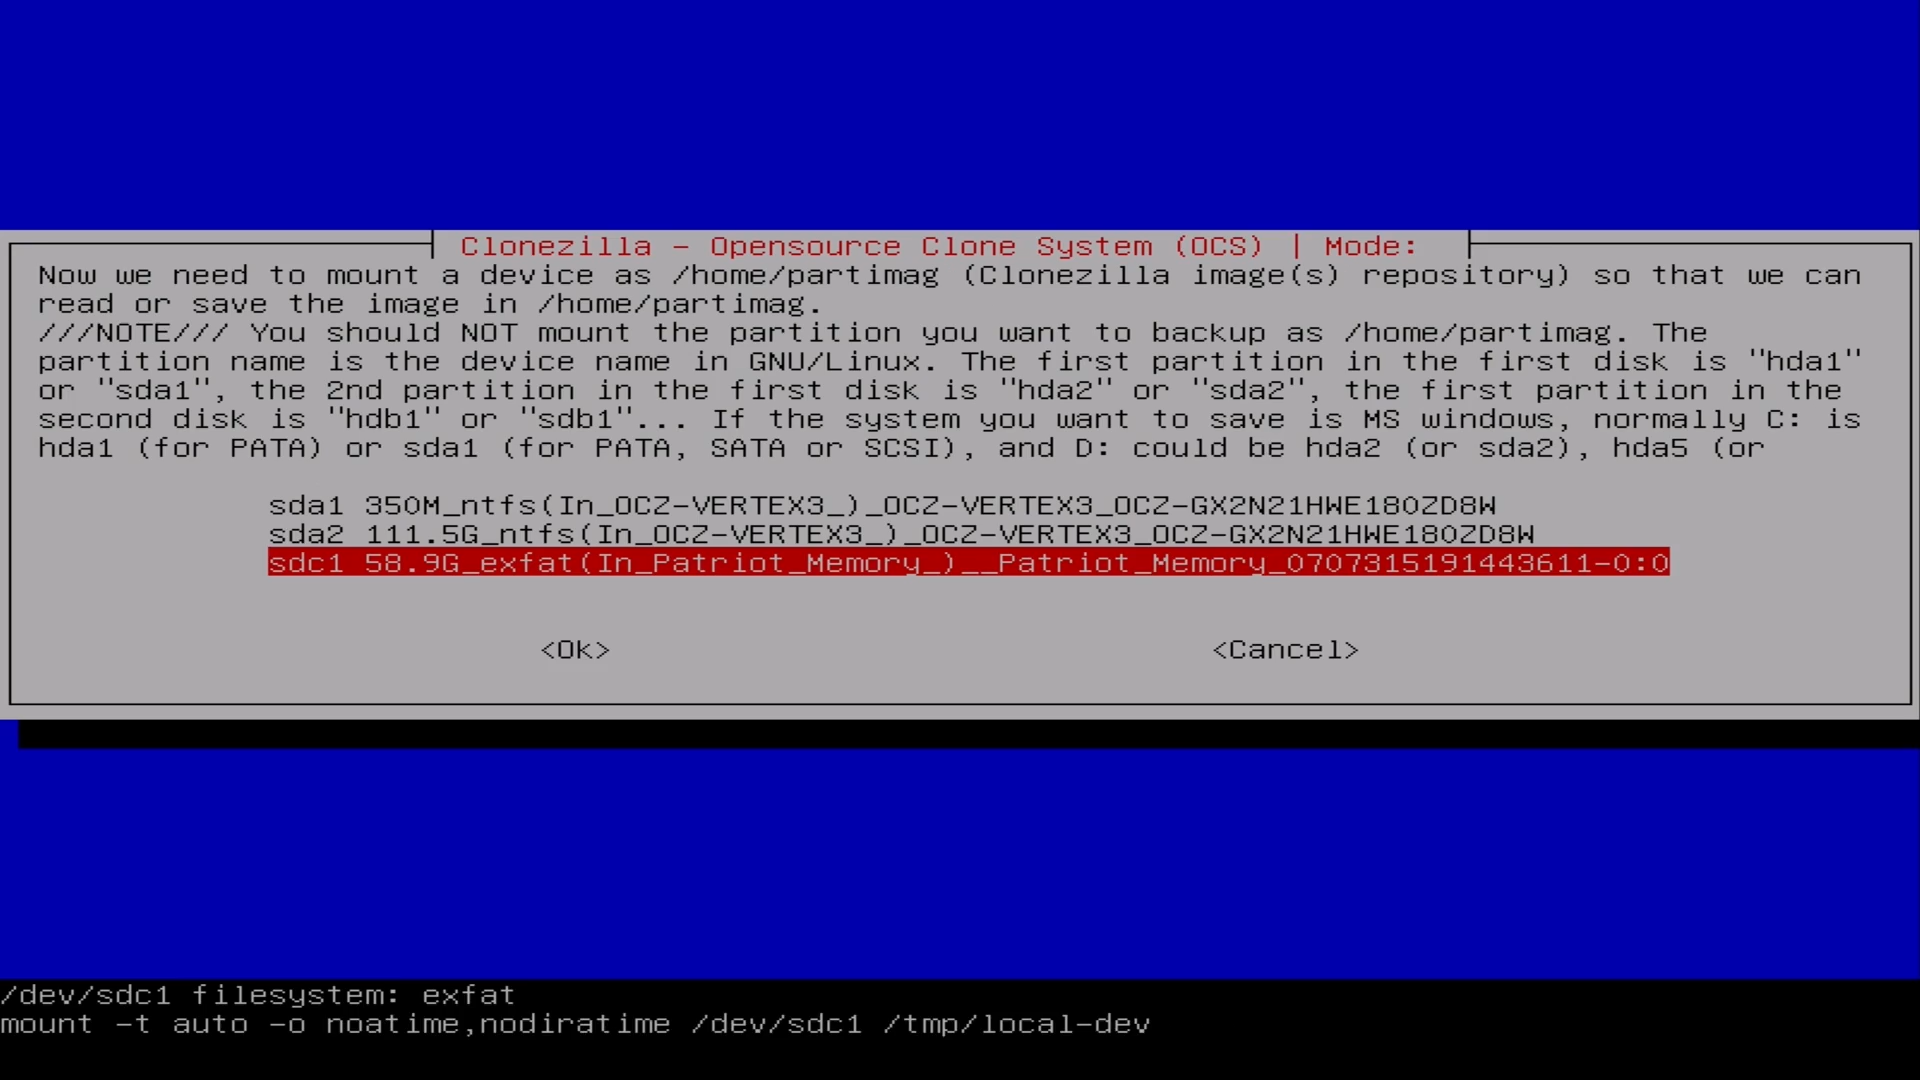 Clonezilla - Opensource Clone System (OCS) | Mode:
Now we need to mount a device as /home/partimag (Clonezilla image(s) repository) so that we can
read or save the image in /home/partimag.
///NOTE/// You should NOT mount the partition you want to backup as /home/partimag. The
partition name is the device name in GNU/Linux. The first partition in the first disk is "hda1"
or "sda1", the 2nd partition in the first disk is "hda2" or "sda2", the first partition in the
second disk is "hdb1" or "sdb1"... If the system you want to save is MS windows, normally C: is
hda1 (for PATA) or sda1 (for PATA, SATA or SCSI), and D: could be hda2 (or sda2), hda5 (or
sda1 350M_ntfs(In_OCZ-VERTEX3_)_OCZ-VERTEX3_OCZ-GX2N21HWE180ZD8W
sda2 111.5G_ntfs(In_OCZ-VERTEX3_)_OCZ-VERTEX3_OCZ-GX2N21HWE180ZD8W
sdc1 58.9G_exfat(In_Patriot_Memory_)__Patriot_Memory_0707315191443611-0:0
<Ok> <Cancel>
/dev/sdc1 filesystem: exfat
mount -t auto -o noatime,nodiratime /dev/sdc1 /tmp/local-dev